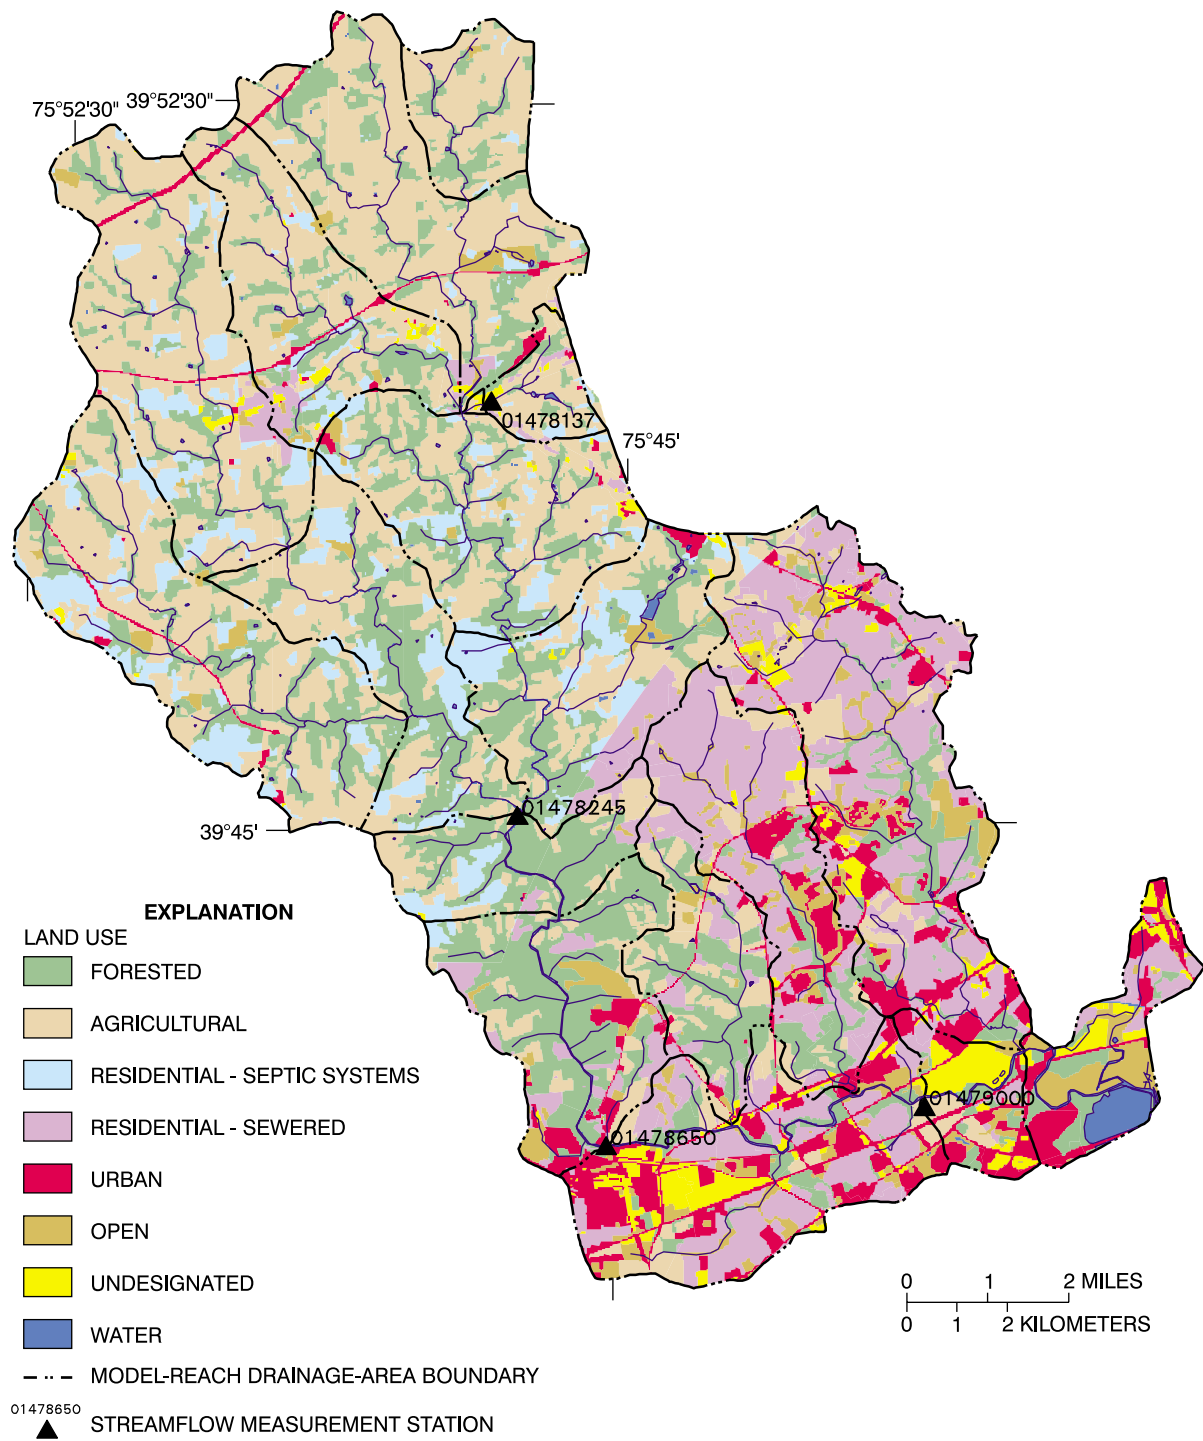 75°52'30" 39°52'30"
01478137
75°45'
01478245
39°45'
01479000
01478650
EXPLANATION
LAND USE
FORESTED
AGRICULTURAL
RESIDENTIAL - SEPTIC SYSTEMS
RESIDENTIAL - SEWERED
URBAN
OPEN
UNDESIGNATED
WATER
MODEL-REACH DRAINAGE-AREA BOUNDARY
01478650
STREAMFLOW MEASUREMENT STATION
0 1 2 MILES
0 1 2 KILOMETERS